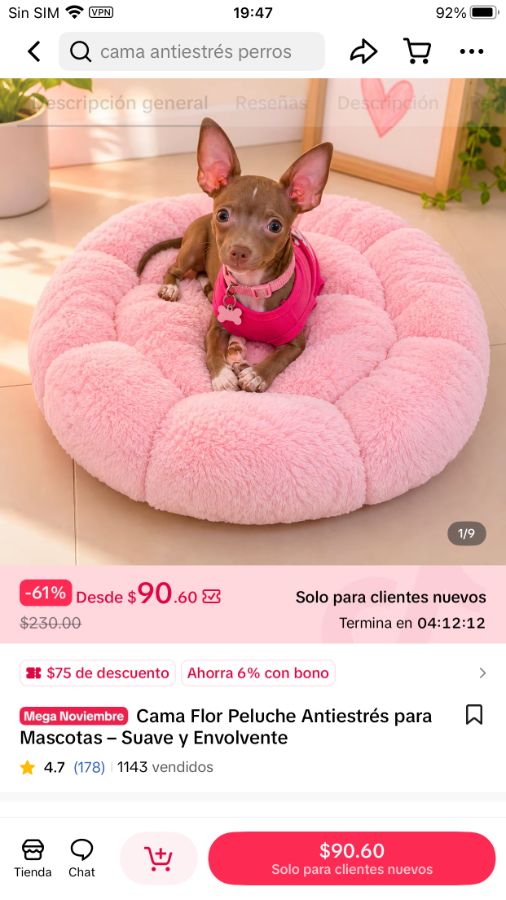 Sin SIM VPN 19:47 92%
cama antiestrés perros
Descripción general Reseñas Descripción
1/9
-61% Desde $90.60 Solo para clientes nuevos
$230.00 Termina en 04:12:12
$75 de descuento Ahorra 6% con bono
Mega Noviembre Cama Flor Peluche Antiestrés para
Mascotas – Suave y Envolvente
4.7 (178) 1143 vendidos
Tienda Chat
$90.60
Solo para clientes nuevos